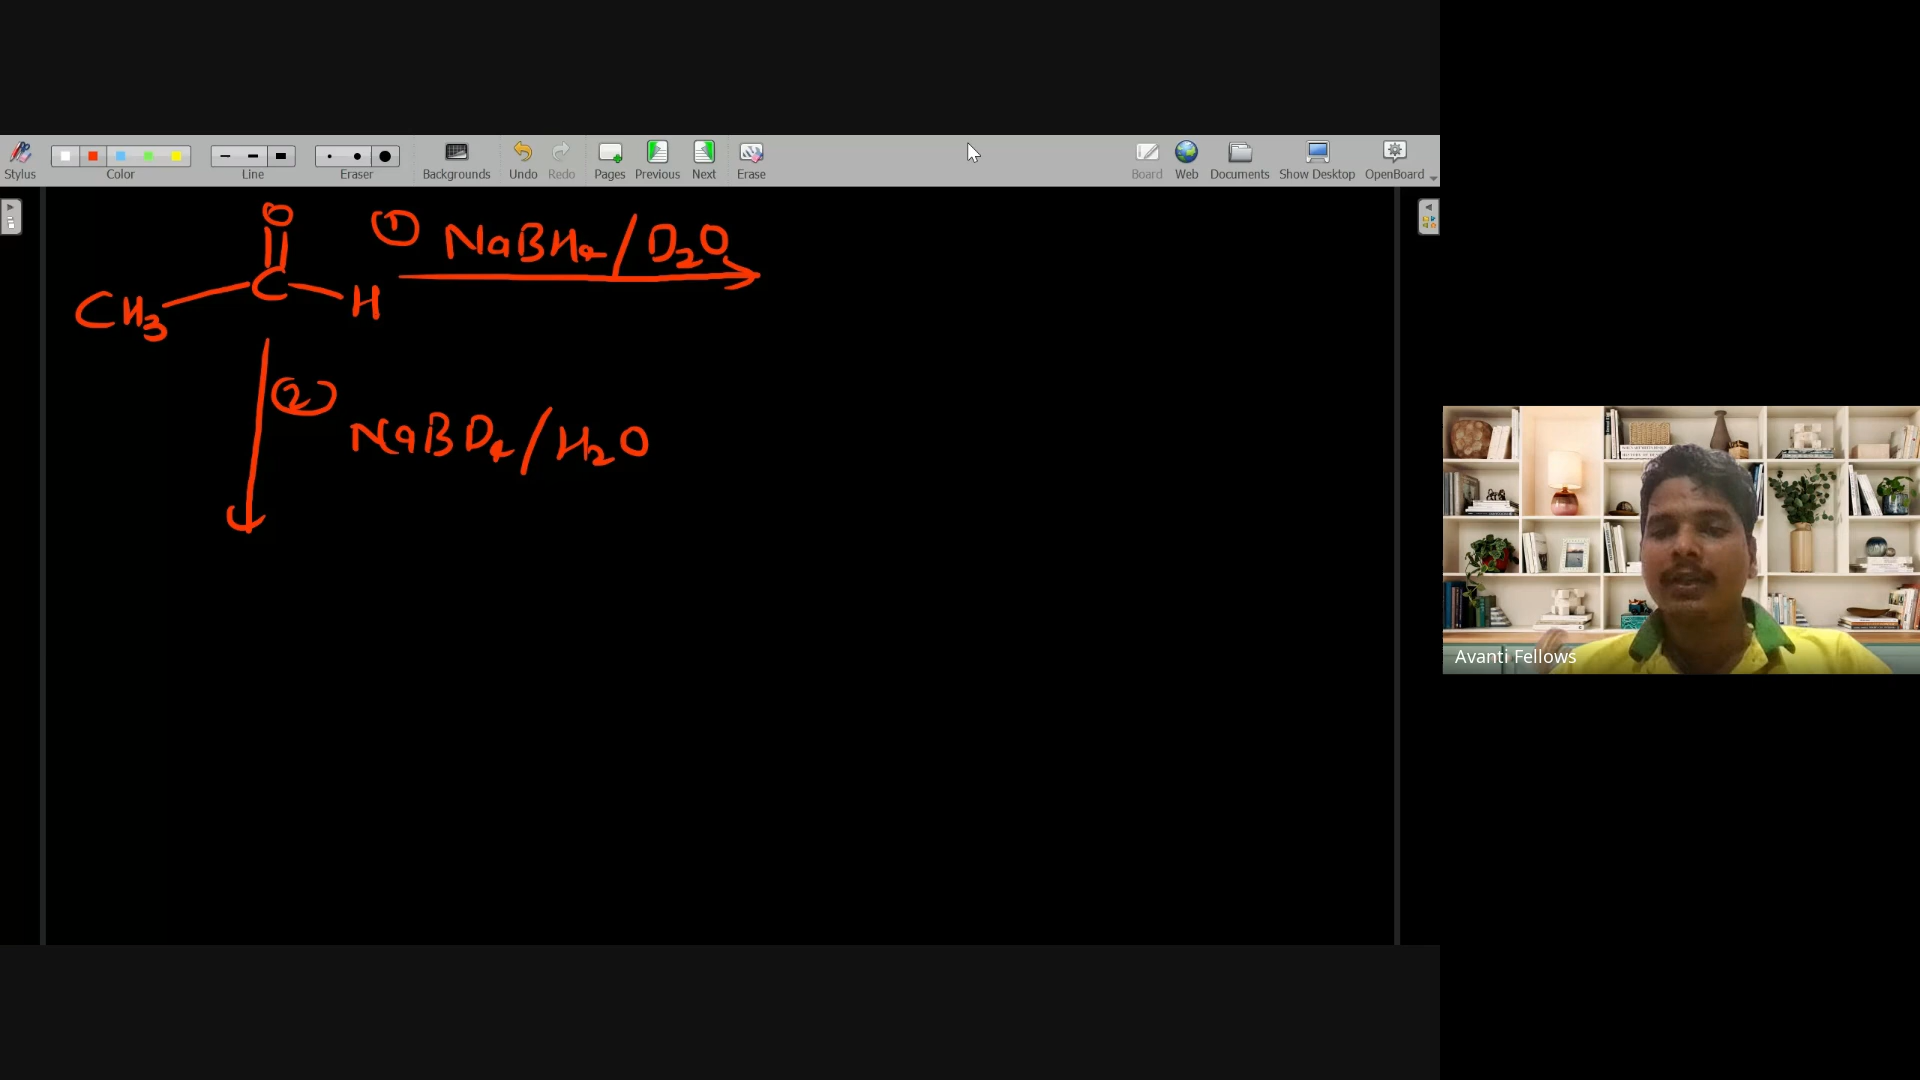 Stylus Color Line Eraser Backgrounds Undo Redo Pages Previous Next Erase Board Web Documents Show Desktop OpenBoard
O
|| ① NaBH4/D2O
CH3 C H
②
NaBD4/H2O
Avanti Fellows